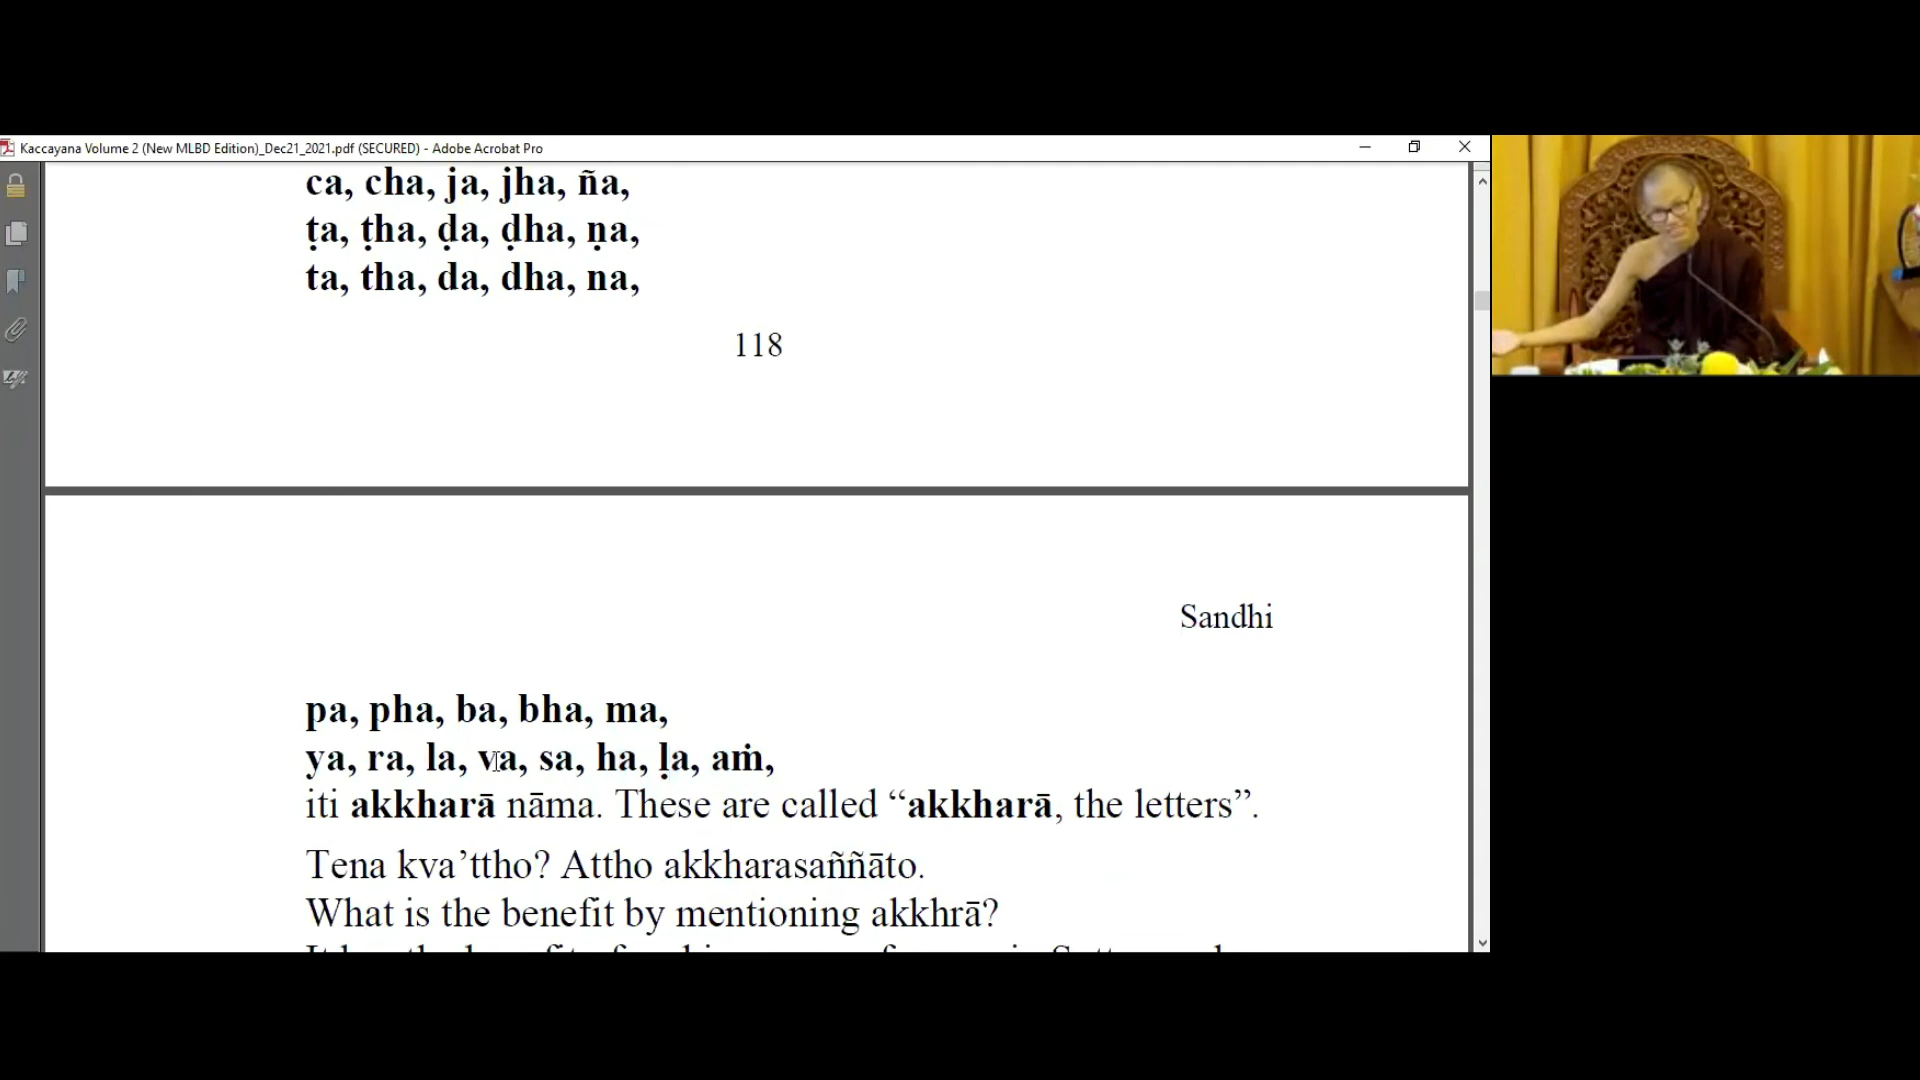 Kaccayana Volume 2 (New MLBD Edition)_Dec21_2021.pdf (SECURED) - Adobe Acrobat Pro
ca, cha, ja, jha, ña,
ṭa, ṭha, ḍa, ḍha, ṇa,
ta, tha, da, dha, na,
118
Sandhi
pa, pha, ba, bha, ma,
ya, ra, la, va, sa, ha, ḷa, aṁ,
iti akkharā nāma. These are called “akkharā, the letters”.
Tena kva’ttho? Attho akkharasaññāto.
What is the benefit by mentioning akkhrā?